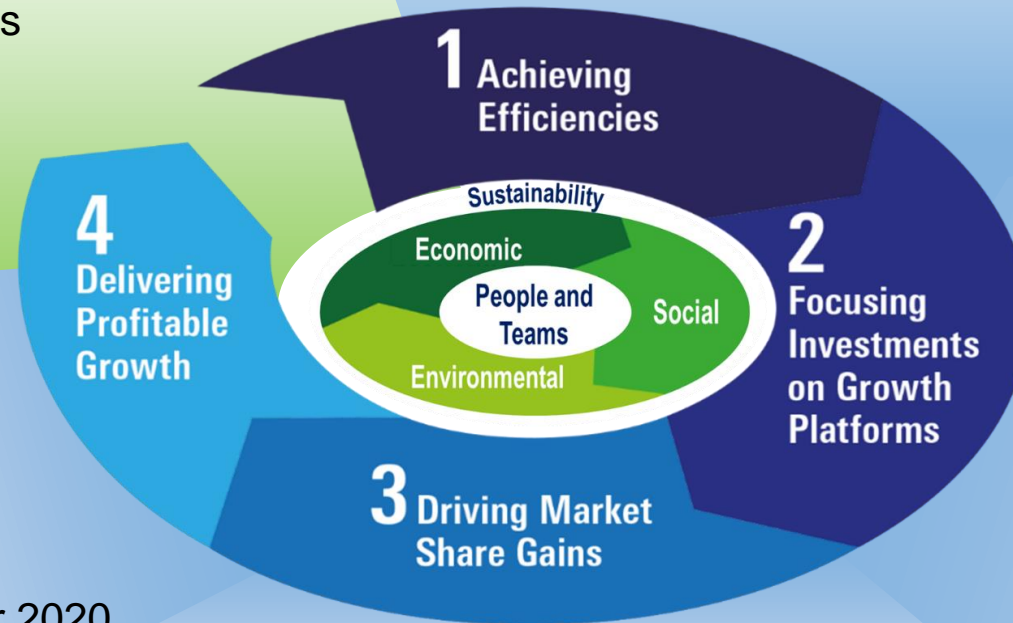 s
1 Achieving
Efficiencies
2
Focusing
Investments
on Growth
Platforms
3 Driving Market
Share Gains
4
Delivering
Profitable
Growth
Sustainability
Economic
Social
Environmental
People and
Teams
r 2020